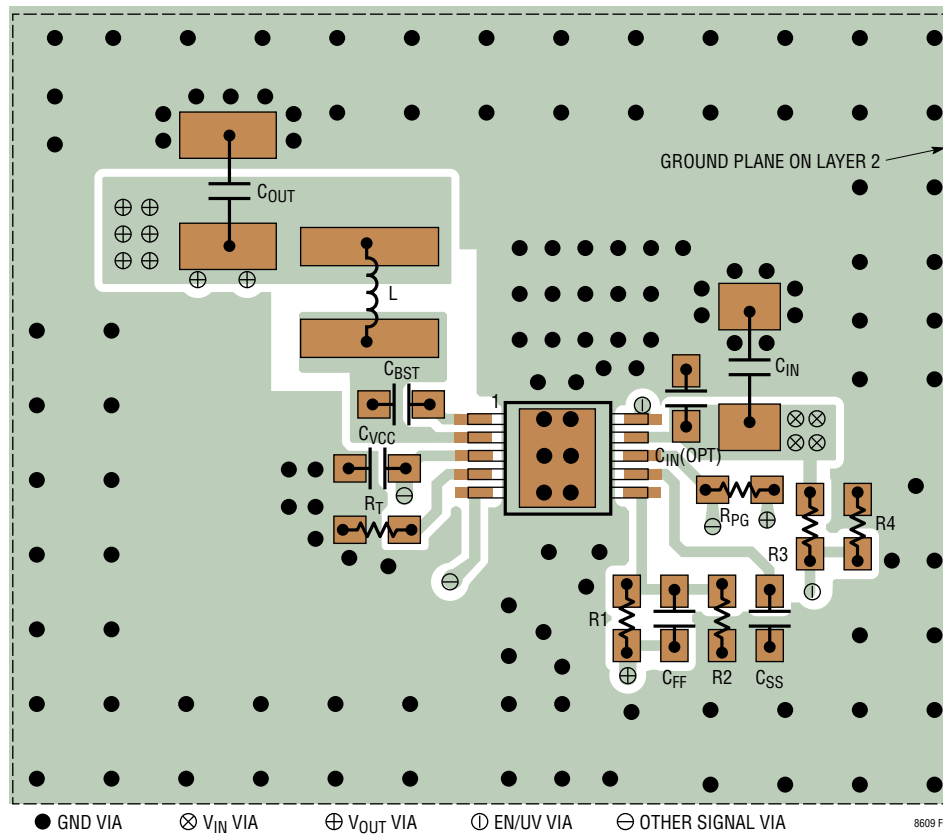 GROUND PLANE ON LAYER 2
COUT
L
CBST
1
CIN
CVCC
CIN(OPT)
RT
RPG
R3
R4
R1
CFF
R2
CSS
GND VIA
VIN VIA
VOUT VIA
EN/UV VIA
OTHER SIGNAL VIA
8609 F